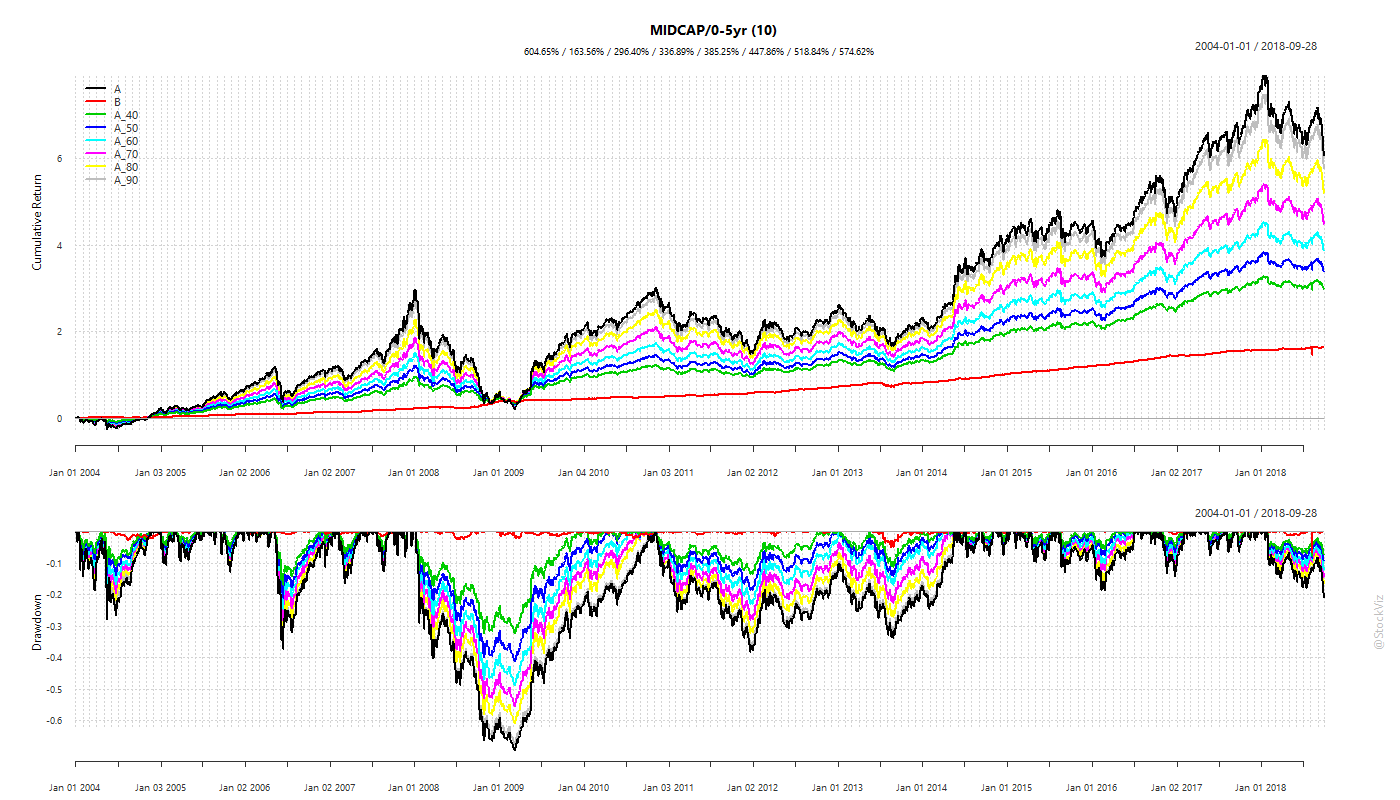 MIDCAP/0-5yr (10)
604.65% / 163.56% / 296.40% / 336.89% / 385.25% / 447.86% / 518.84% / 574.62%
2004-01-01 / 2018-09-28
A
B
A_40
A_50
A_60
A_70
A_80
A_90
Cumulative Return
6
4
2
0
Jan 01 2004 Jan 03 2005 Jan 02 2006 Jan 02 2007 Jan 01 2008 Jan 01 2009 Jan 04 2010 Jan 03 2011 Jan 02 2012 Jan 01 2013 Jan 01 2014 Jan 01 2015 Jan 01 2016 Jan 02 2017 Jan 01 2018
2004-01-01 / 2018-09-28
Drawdown
-0.1
-0.2
-0.3
-0.4
-0.5
-0.6
Jan 01 2004 Jan 03 2005 Jan 02 2006 Jan 02 2007 Jan 01 2008 Jan 01 2009 Jan 04 2010 Jan 03 2011 Jan 02 2012 Jan 01 2013 Jan 01 2014 Jan 01 2015 Jan 01 2016 Jan 02 2017 Jan 01 2018
@StockViz